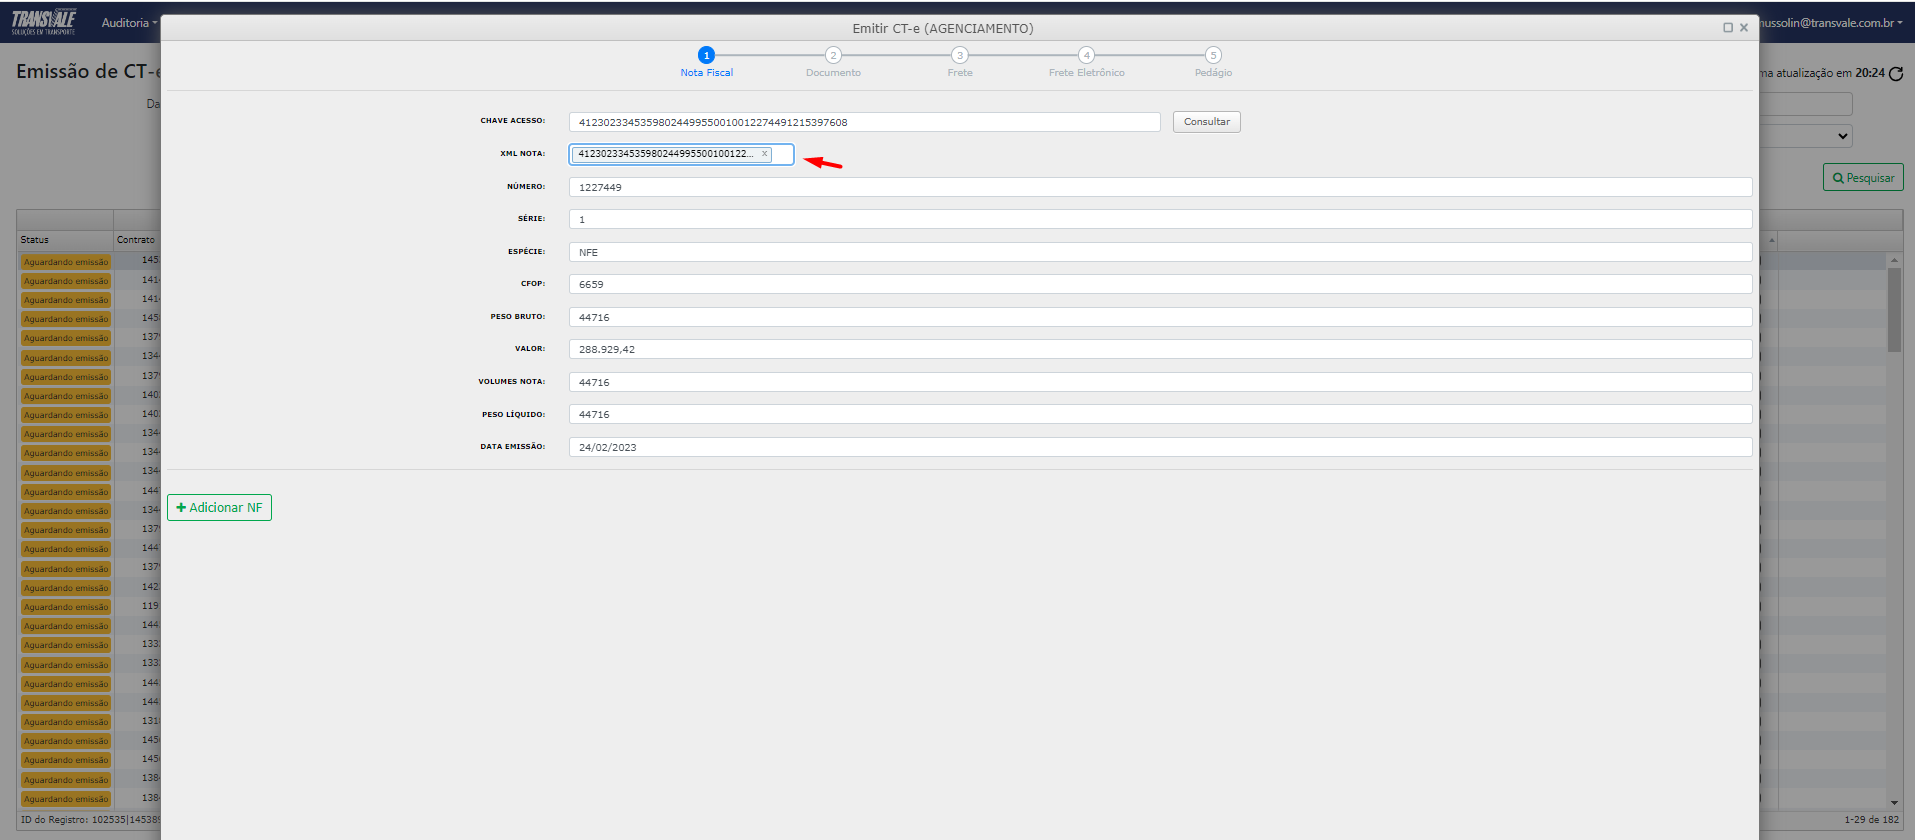 TRANSVALE
SOLUÇÕES EM TRANSPORTE
Auditoria
Emitir CT-e (AGENCIAMENTO)
ussolin@transvale.com.br
1
2
3
4
5
Nota Fiscal
Documento
Frete
Frete Eletrônico
Pedágio
Emissão de CT-e
atualização em 20:24
Da
CHAVE ACESSO:
41230233453598024499550010012274491215397608
Consultar
XML NOTA:
412302334535980244995500100122... x
NÚMERO:
1227449
Pesquisar
SÉRIE:
1
Status
Contrato
ESPÉCIE:
NFE
CFOP:
6659
PESO BRUTO:
44716
VALOR:
288.929,42
VOLUMES NOTA:
44716
PESO LÍQUIDO:
44716
DATA EMISSÃO:
24/02/2023
Adicionar NF
Aguardando emissão 145
Aguardando emissão 141
Aguardando emissão 141
Aguardando emissão 145
Aguardando emissão 137
Aguardando emissão 134
Aguardando emissão 137
Aguardando emissão 140
Aguardando emissão 140
Aguardando emissão 134
Aguardando emissão 134
Aguardando emissão 134
Aguardando emissão 144
Aguardando emissão 134
Aguardando emissão 137
Aguardando emissão 144
Aguardando emissão 137
Aguardando emissão 142
Aguardando emissão 119
Aguardando emissão 144
Aguardando emissão 133
Aguardando emissão 133
Aguardando emissão 144
Aguardando emissão 144
Aguardando emissão 131
Aguardando emissão 145
Aguardando emissão 145
Aguardando emissão 138
Aguardando emissão 138
ID do Registro: 102535|145389
1-29 de 182